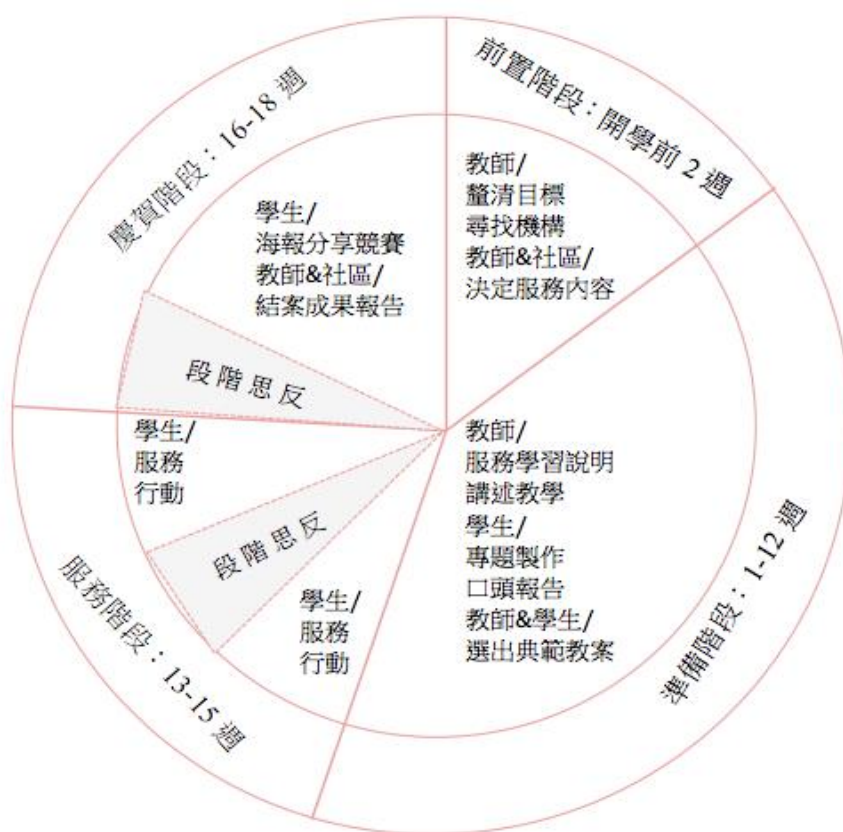 前置階段：開學前 2 週
教師/
釐清目標
尋找機構
教師&社區/
決定服務內容
準備階段：1-12 週
教師/
服務學習說明
講述教學
學生/
專題製作
口頭報告
教師&學生/
選出典範教案
服務階段：13-15 週
學生/
服務
行動
段階思反
學生/
服務
行動
慶賀階段：16-18 週
段階思反
學生/
海報分享競賽
教師&社區/
結案成果報告